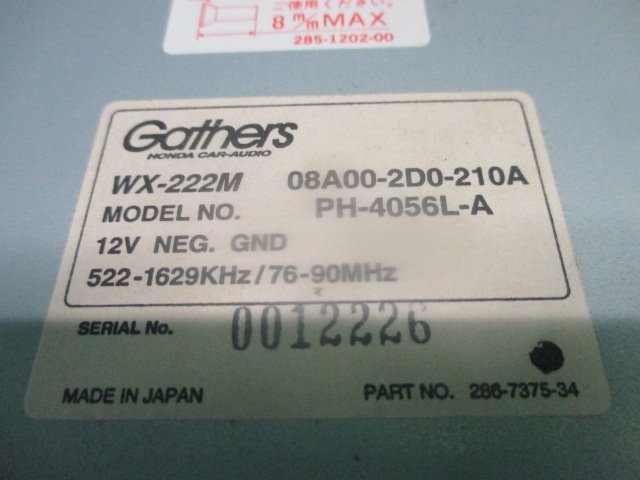 ご使用ください。
8 m/m MAX
285-1202-00
Gathers
HONDA CAR-AUDIO
WX-222M 08A00-2D0-210A
MODEL NO. PH-4056L-A
12V NEG. GND
522-1629KHz/76-90MHz
SERIAL No. 0012226
MADE IN JAPAN PART NO. 286-7375-34